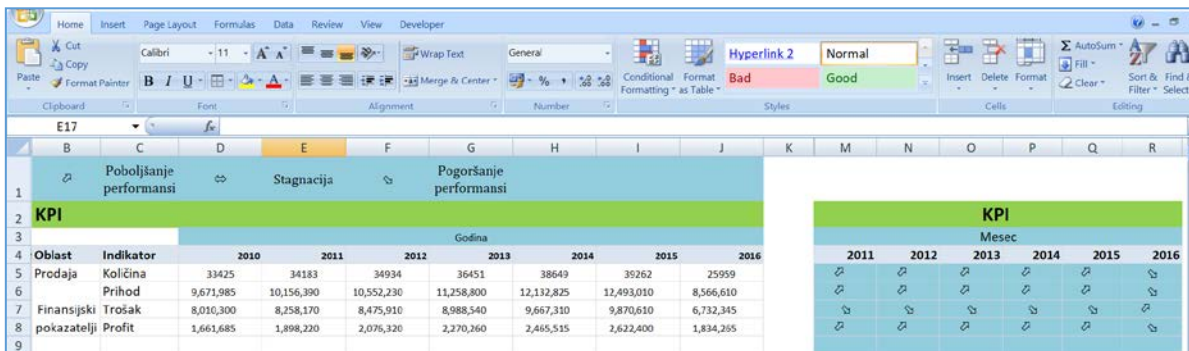 Home Insert Page Layout Formulas Data Review View Developer
Cut
Copy
Format Painter
Paste
Calibri 11 A A
B I U A
Wrap Text
Merge & Center
General
% ,
Conditional Formatting
Format as Table
Hyperlink 2 Normal
Bad Good
Insert Delete Format
Σ AutoSum
Fill
Clear
Sort & Filter
Find & Select
Clipboard Font Alignment Number Styles Cells Editing
E17 fx
B C D E F G H I J K M N O P Q R
1 ⬀ Poboljšanje performansi ⬄ Stagnacija ⬂ Pogoršanje performansi
2 KPI KPI
3 Godina Mesec
4 Oblast Indikator 2010 2011 2012 2013 2014 2015 2016 2011 2012 2013 2014 2015 2016
5 Prodaja Količina 33425 34183 34934 36451 38649 39262 25959 ⬀ ⬀ ⬀ ⬀ ⬀ ⬂
6 Prihod 9,671,985 10,156,390 10,552,230 11,258,800 12,132,825 12,493,010 8,566,610 ⬀ ⬀ ⬀ ⬀ ⬀ ⬂
7 Finansijski Trošak 8,010,300 8,258,170 8,475,910 8,988,540 9,667,310 9,870,610 6,732,345 ⬂ ⬂ ⬂ ⬂ ⬂ ⬀
8 pokazatelji Profit 1,661,685 1,898,220 2,076,320 2,270,260 2,465,515 2,622,400 1,834,265 ⬀ ⬀ ⬀ ⬀ ⬀ ⬂
9